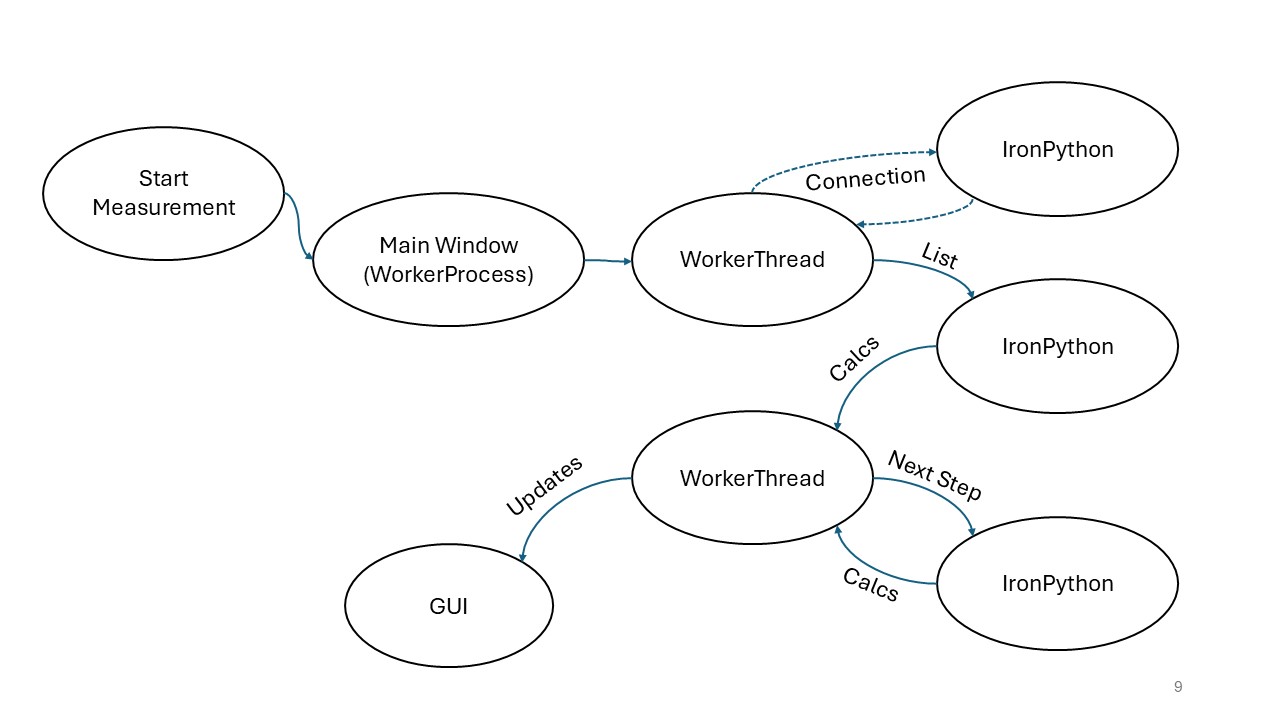 Start
Measurement
Main Window
(WorkerProcess)
WorkerThread
Connection
IronPython
List
IronPython
Calcs
WorkerThread
Next Step
IronPython
Calcs
Updates
GUI
9